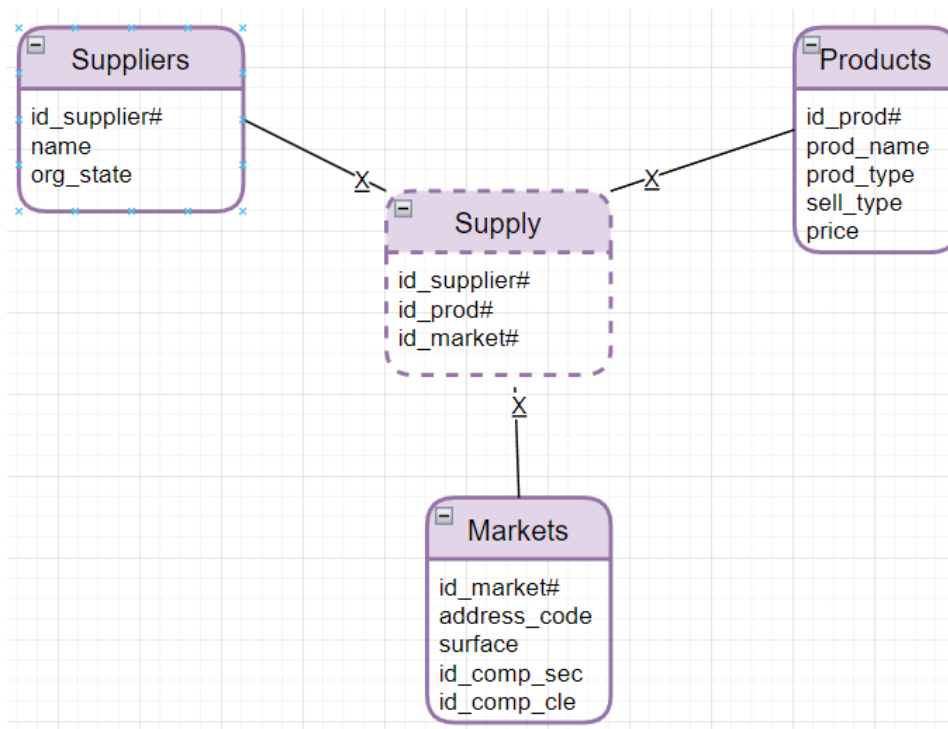 Suppliers
id_supplier#
name
org_state
Products
id_prod#
prod_name
prod_type
sell_type
price
X
X
Supply
id_supplier#
id_prod#
id_market#
X
Markets
id_market#
address_code
surface
id_comp_sec
id_comp_cle